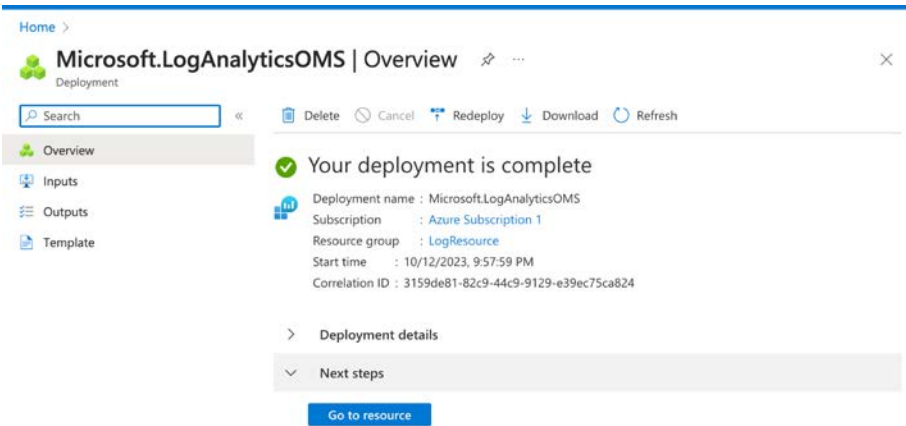 Home >
Microsoft.LogAnalyticsOMS | Overview ...
Deployment
Search «
Delete Cancel Redeploy Download Refresh
Overview
Inputs
Outputs
Template
Your deployment is complete
Deployment name : Microsoft.LogAnalyticsOMS
Subscription : Azure Subscription 1
Resource group : LogResource
Start time : 10/12/2023, 9:57:59 PM
Correlation ID : 3159de81-82c9-44c9-9129-e39ec75ca824
Deployment details
Next steps
Go to resource